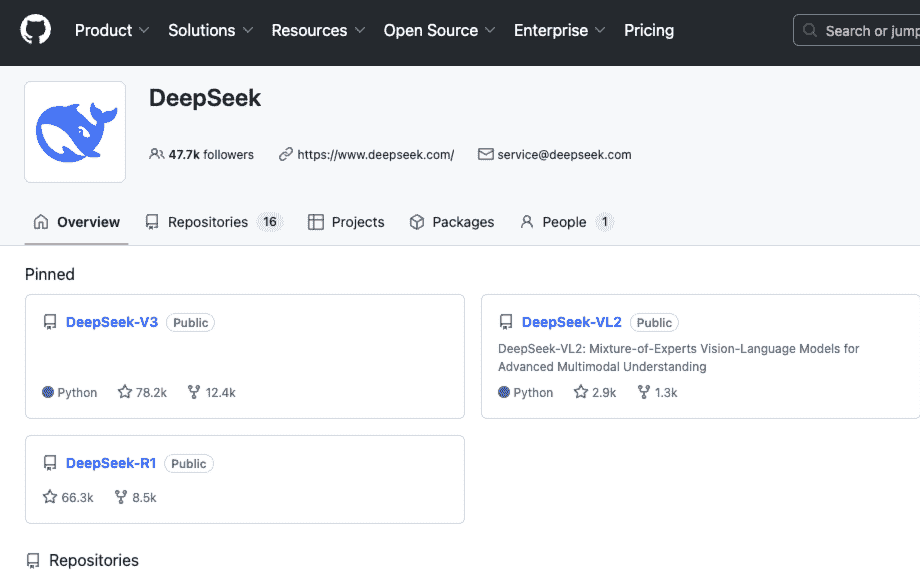 Product Solutions Resources Open Source Enterprise Pricing Search or jump
DeepSeek
47.7k followers https://www.deepseek.com/ service@deepseek.com
Overview Repositories 16 Projects Packages People 1
Pinned
DeepSeek-V3 Public
Python 78.2k 12.4k
DeepSeek-VL2 Public
DeepSeek-VL2: Mixture-of-Experts Vision-Language Models for
Advanced Multimodal Understanding
Python 2.9k 1.3k
DeepSeek-R1 Public
66.3k 8.5k
Repositories